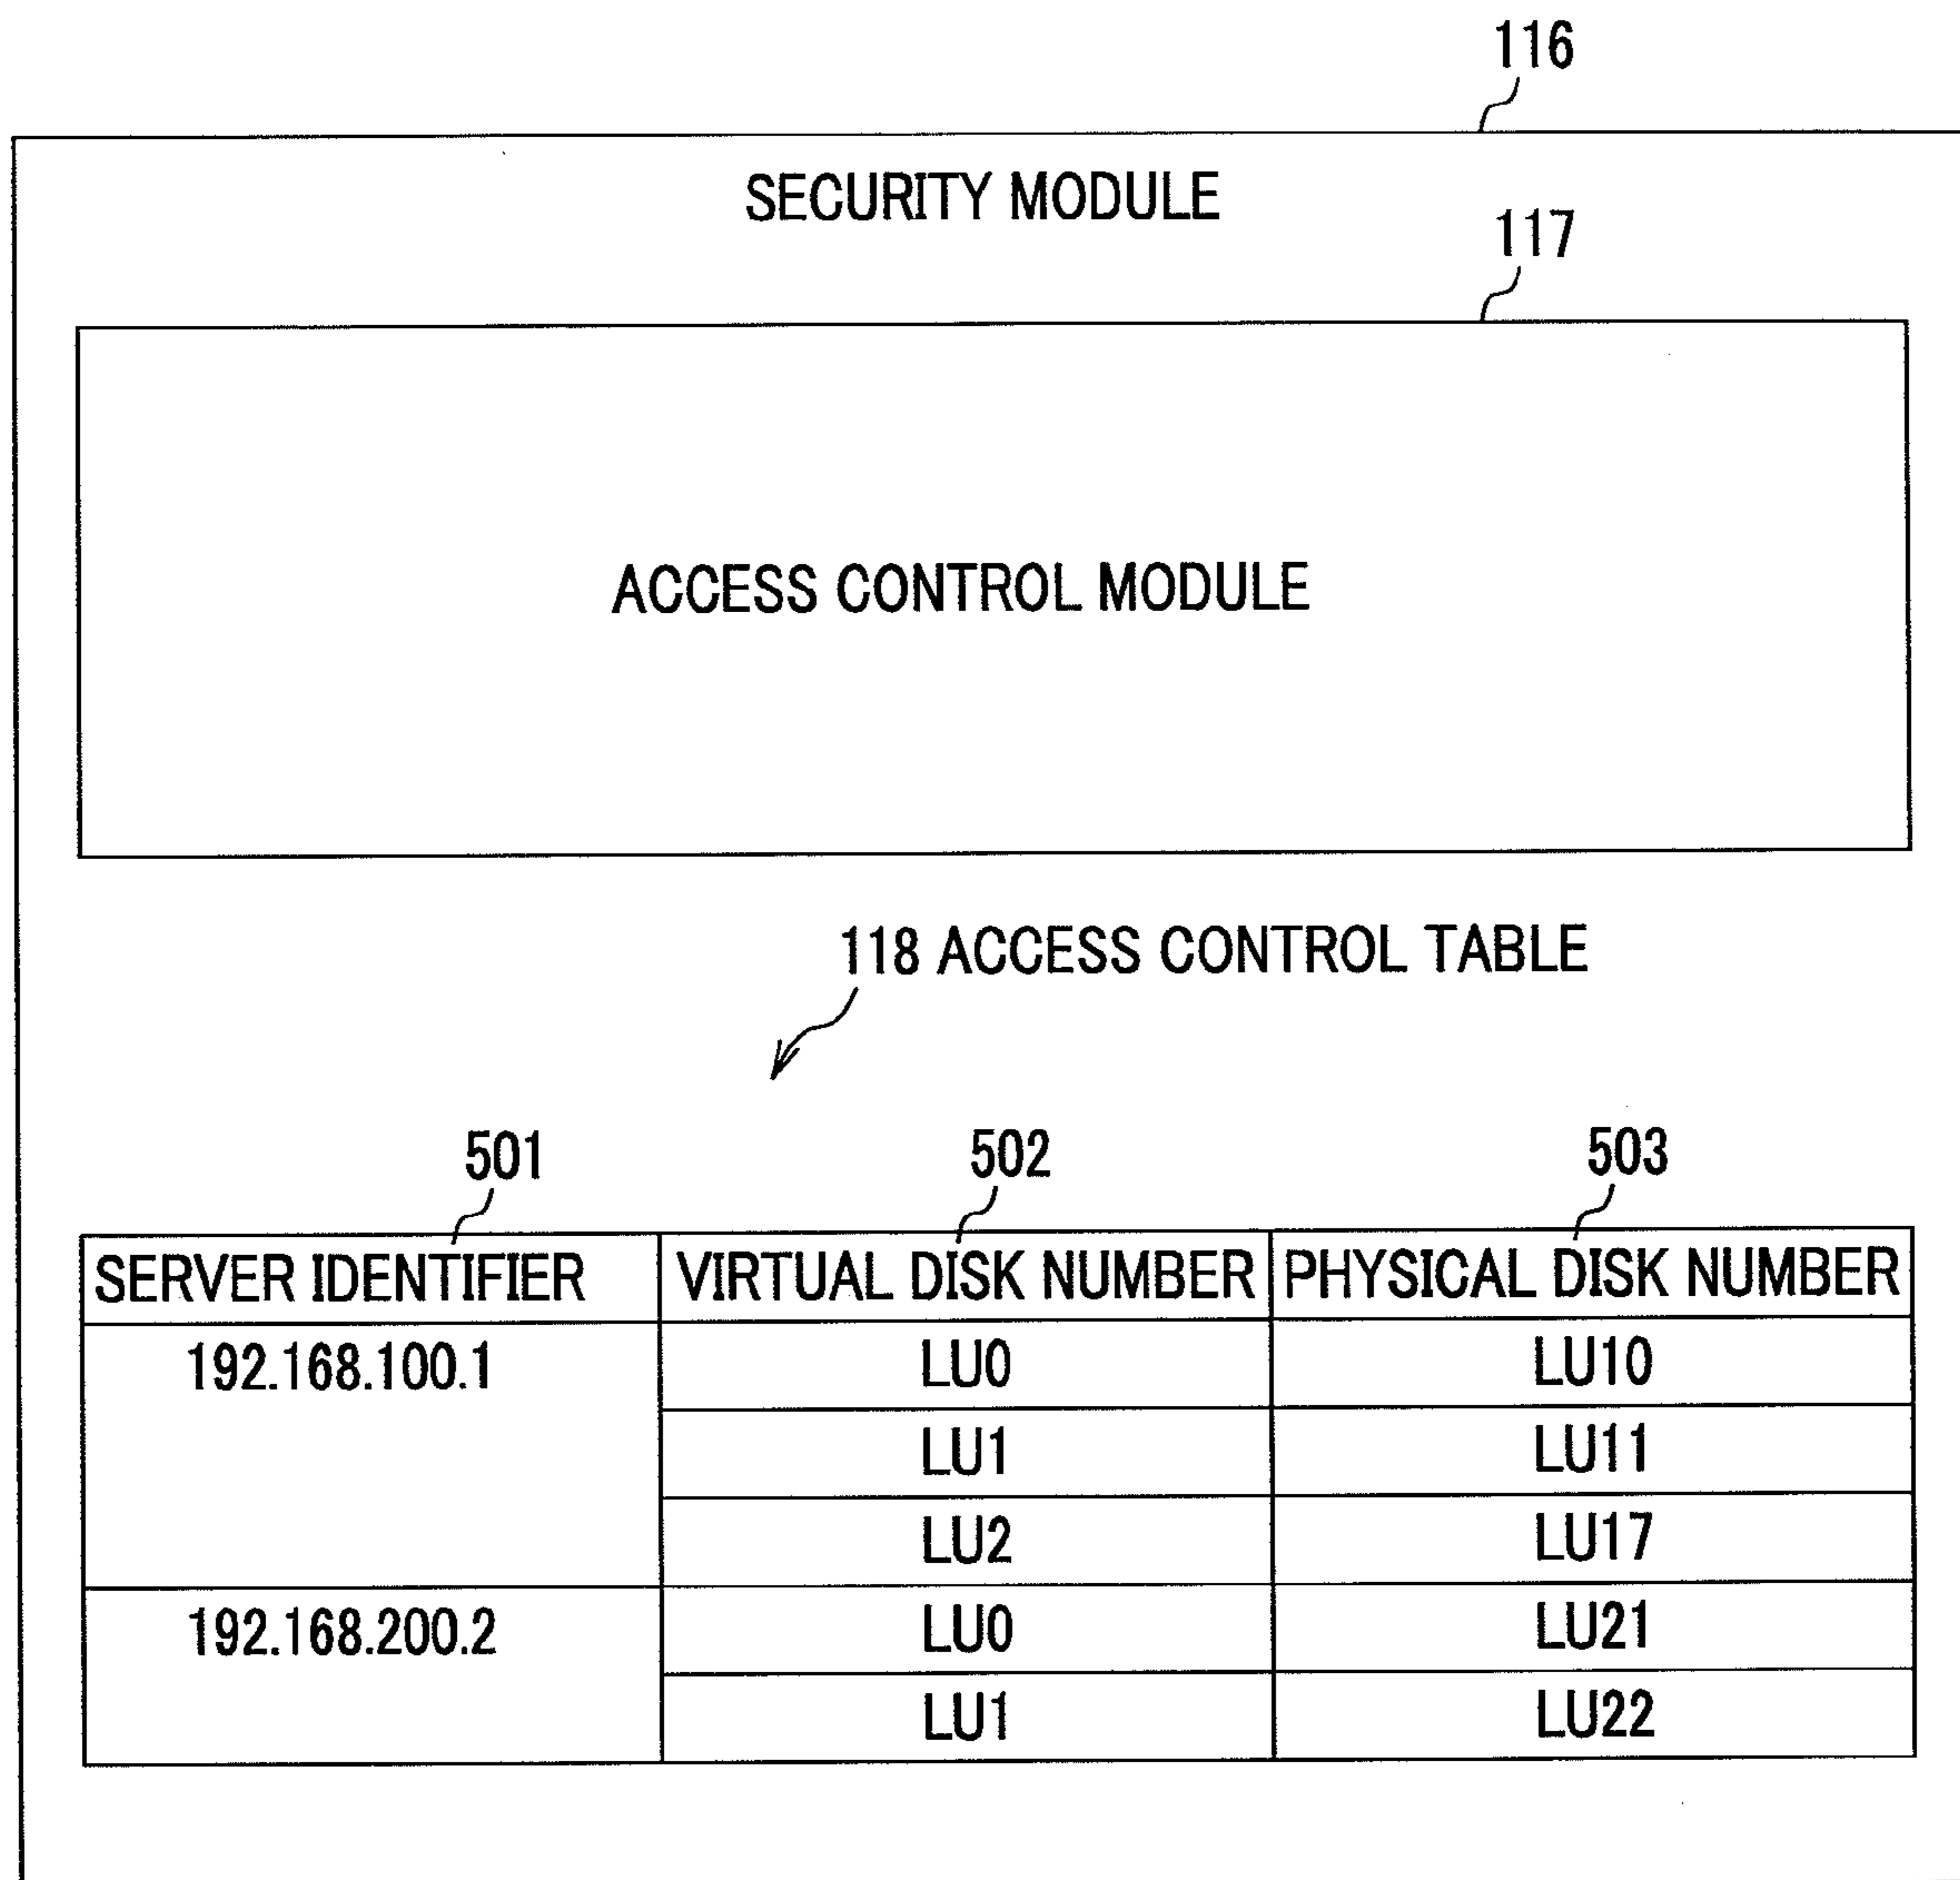 116
SECURITY MODULE
117
ACCESS CONTROL MODULE
118 ACCESS CONTROL TABLE
501 502 503
SERVER IDENTIFIER VIRTUAL DISK NUMBER PHYSICAL DISK NUMBER
192.168.100.1 LU0 LU10
LU1 LU11
LU2 LU17
192.168.200.2 LU0 LU21
LU1 LU22